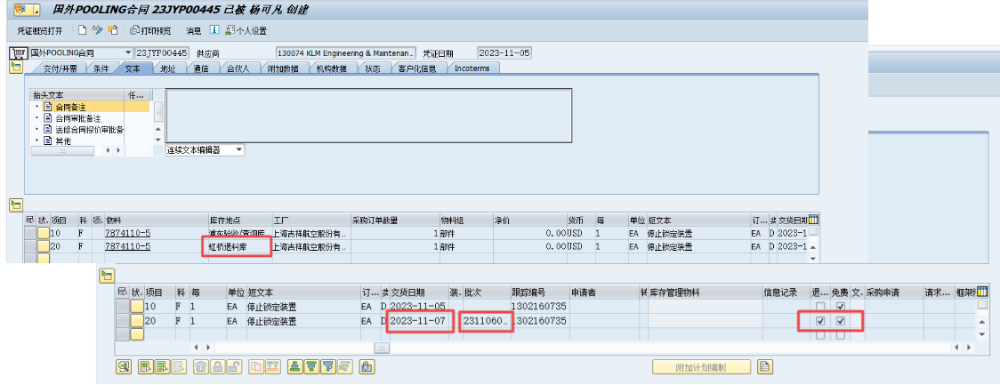 国外POOLING合同 23JYP00445 已被 杨可凡 创建
凭证概览打开 打印预览 消息 个人设置
国外POOLING合同 23JYP00445 供应商 130074 KLM Engineering & Maintenan.. 凭证日期 2023-11-05
交付/开票 条件 文本 地址 通信 合伙人 附加数据 机构数据 状态 客户化信息 Incoterms
抬头文本 任...
合同备注
合同审批备注
送修合同报价审批备
其他
连续文本编辑器
状. 项目 科 项. 物料 库存地点 工厂 采购订单数量 物料组 净价 货币 每 单位 短文本 订... 类 交货日期
10 F 7874110-5 浦东验收/查询库 上海吉祥航空股份有.. 1 部件 0.00 USD 1 EA 停止锁定装置 EA D 2023-1
20 F 7874110-5 虹桥退料库 上海吉祥航空股份有.. 1 部件 0.00 USD 1 EA 停止锁定装置 EA D 2023-1
状. 项目 科 每 单位 短文本 订... 类 交货日期 装. 批次 跟踪编号 申请者 转 库存管理物料 信息记录 退... 免费 文. 采购申请 请求... 框架协
10 F 1 EA 停止锁定装置 EA D 2023-11-05 1302160735
20 F 1 EA 停止锁定装置 EA D 2023-11-07 2311060.. 1302160735
附加计划编制